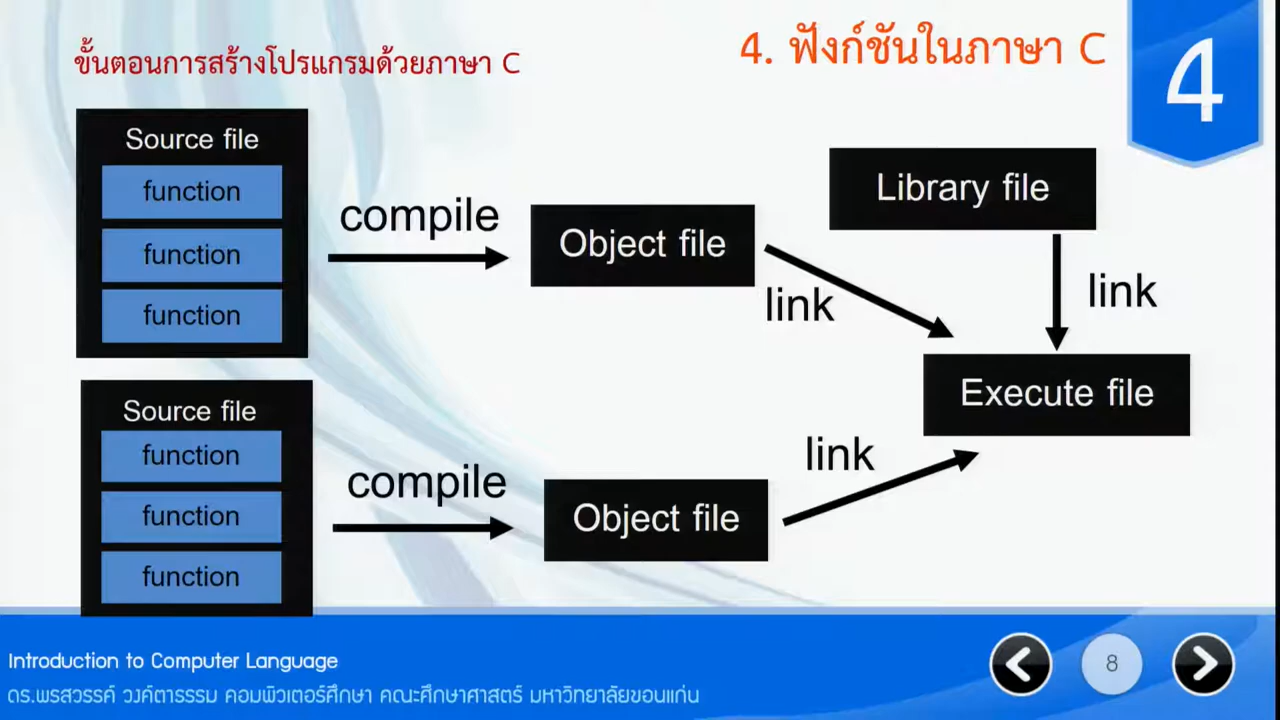 ขั้นตอนการสร้างโปรแกรมด้วยภาษา C
4. ฟังก์ชันในภาษา C
4
Source file
function
function
function
compile
Object file
link
Library file
link
Execute file
Source file
function
function
function
compile
Object file
link
Introduction to Computer Language
ดร.พรสวรรค์ วงค์ตาธรรม คอมพิวเตอร์ศึกษา คณะศึกษาศาสตร์ มหาวิทยาลัยขอนแก่น
8